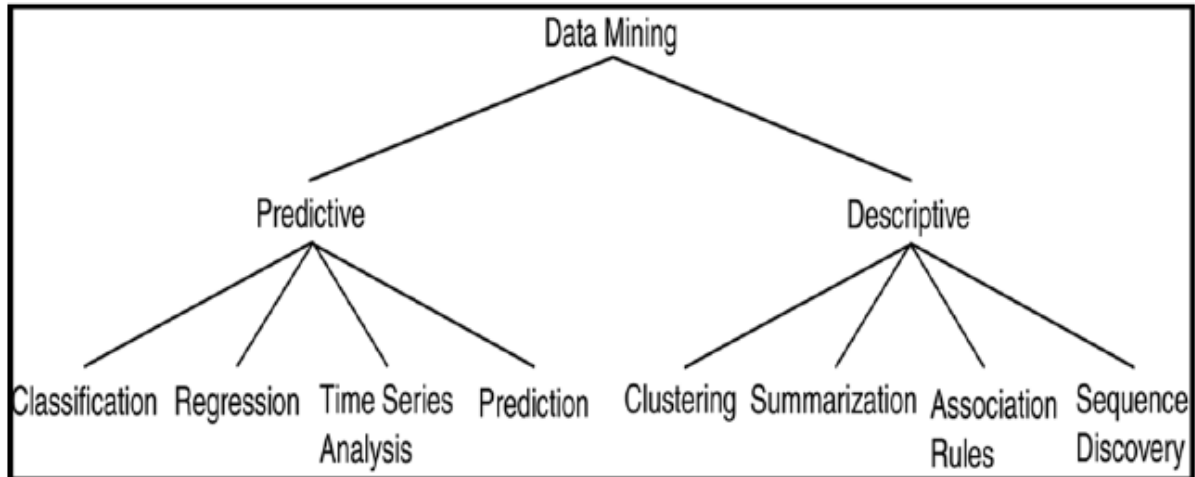 Data Mining
Predictive
Descriptive
Classification
Regression
Time Series
Analysis
Prediction
Clustering
Summarization
Association
Rules
Sequence
Discovery